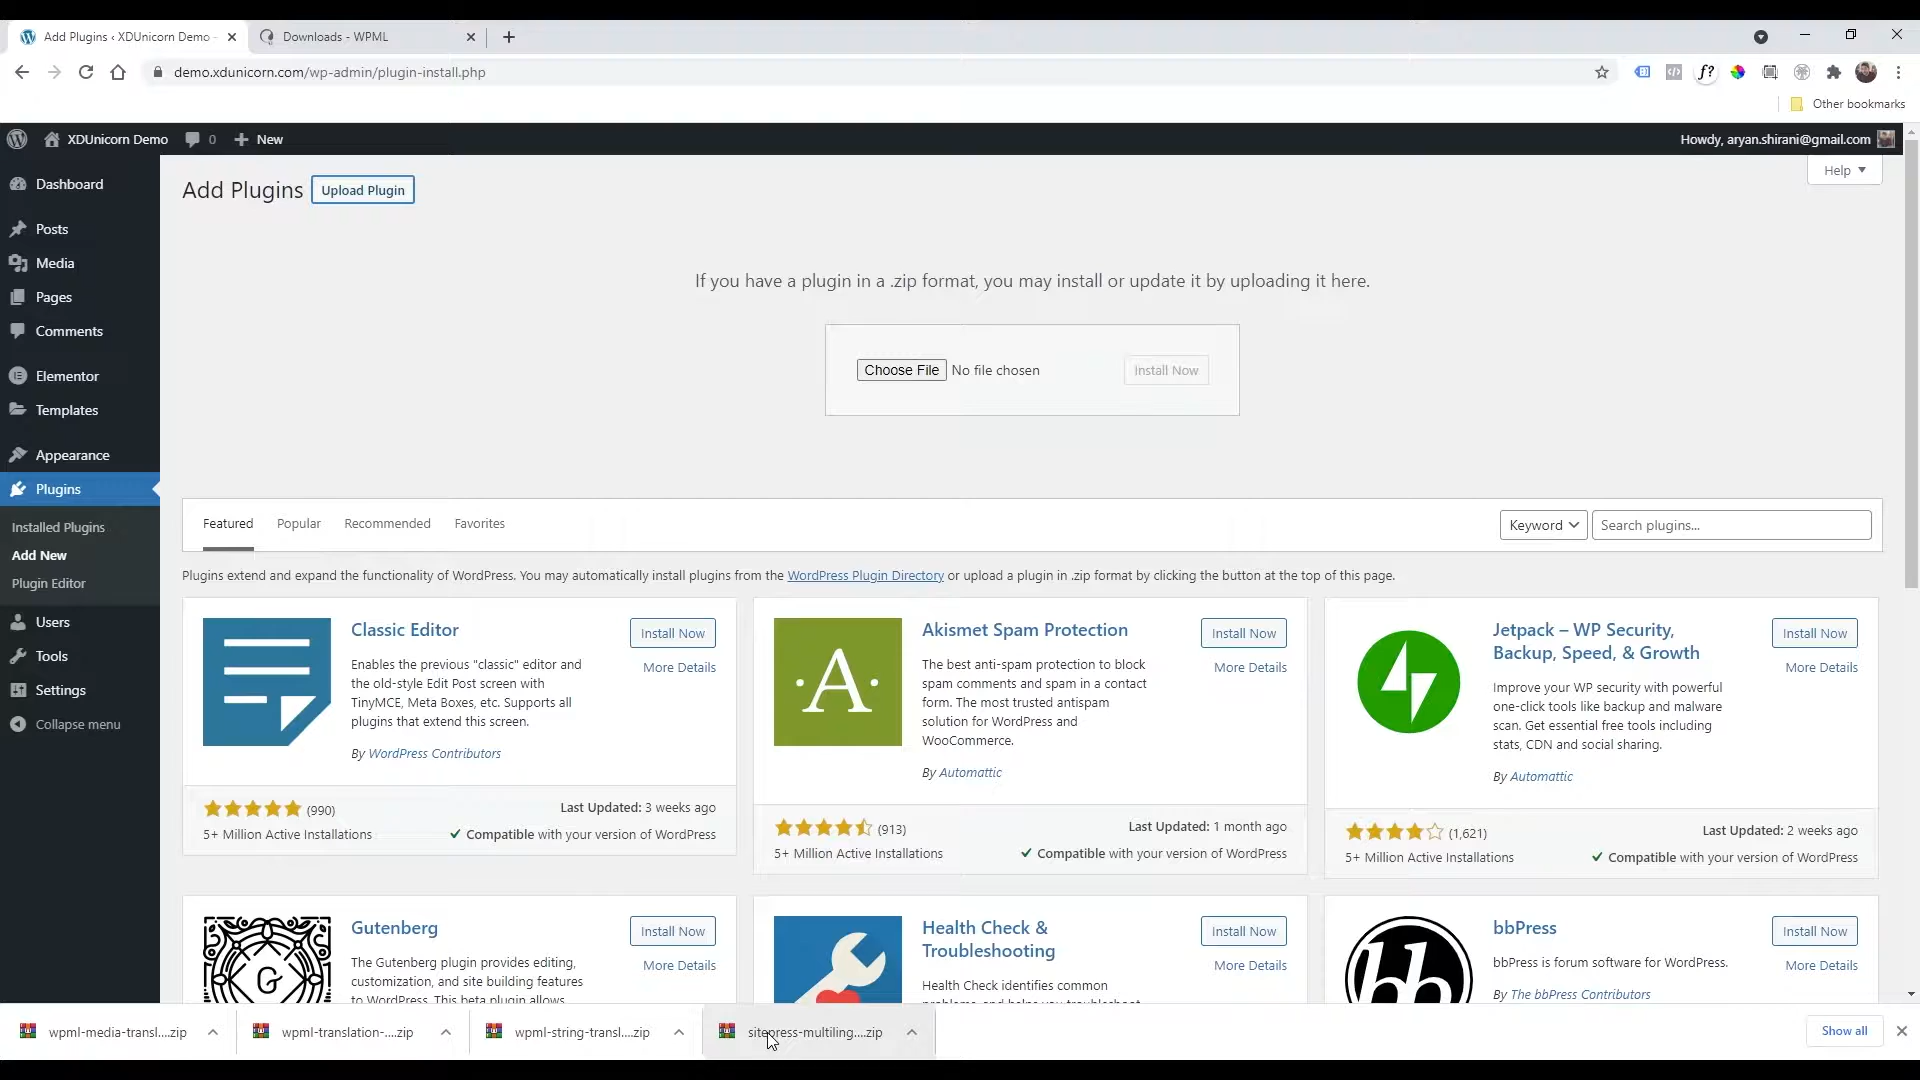 Add Plugins ‹ XDUnicorn Demo -
Downloads - WPML
demo.xdunicorn.com/wp-admin/plugin-install.php
f?
Other bookmarks
XDUnicorn Demo
0
New
Howdy, aryan.shirani@gmail.com
Dashboard
Posts
Media
Pages
Comments
Elementor
Templates
Appearance
Plugins
Installed Plugins
Add New
Plugin Editor
Users
Tools
Settings
Collapse menu
Help
Add Plugins
Upload Plugin
If you have a plugin in a .zip format, you may install or update it by uploading it here.
Choose File No file chosen
Install Now
Featured
Popular
Recommended
Favorites
Keyword
Search plugins...
Plugins extend and expand the functionality of WordPress. You may automatically install plugins from the WordPress Plugin Directory or upload a plugin in .zip format by clicking the button at the top of this page.
Classic Editor
Install Now
More Details
Enables the previous "classic" editor and
the old-style Edit Post screen with
TinyMCE, Meta Boxes, etc. Supports all
plugins that extend this screen.
By WordPress Contributors
(990)
Last Updated: 3 weeks ago
5+ Million Active Installations
Compatible with your version of WordPress
·A·
Akismet Spam Protection
Install Now
More Details
The best anti-spam protection to block
spam comments and spam in a contact
form. The most trusted antispam
solution for WordPress and
WooCommerce.
By Automattic
(913)
Last Updated: 1 month ago
5+ Million Active Installations
Compatible with your version of WordPress
Jetpack – WP Security,
Backup, Speed, & Growth
Install Now
More Details
Improve your WP security with powerful
one-click tools like backup and malware
scan. Get essential free tools including
stats, CDN and social sharing.
By Automattic
(1,621)
Last Updated: 2 weeks ago
5+ Million Active Installations
Compatible with your version of WordPress
G
Gutenberg
Install Now
More Details
The Gutenberg plugin provides editing,
customization, and site building features
to WordPress. This beta plugin allows
Health Check &
Troubleshooting
Install Now
More Details
Health Check identifies common
bb
bbPress
Install Now
More Details
bbPress is forum software for WordPress.
By The bbPress Contributors
wpml-media-transl....zip
wpml-translation-....zip
wpml-string-transl....zip
sitepress-multiling....zip
Show all